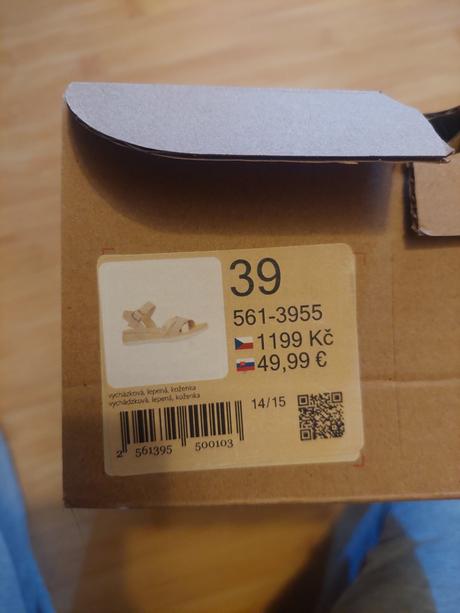 39
561-3955
1199 Kč
49,99 €
vycházková, lepená, koženka
vychádzková, lepená, koženka
14/15
2 561395 500103